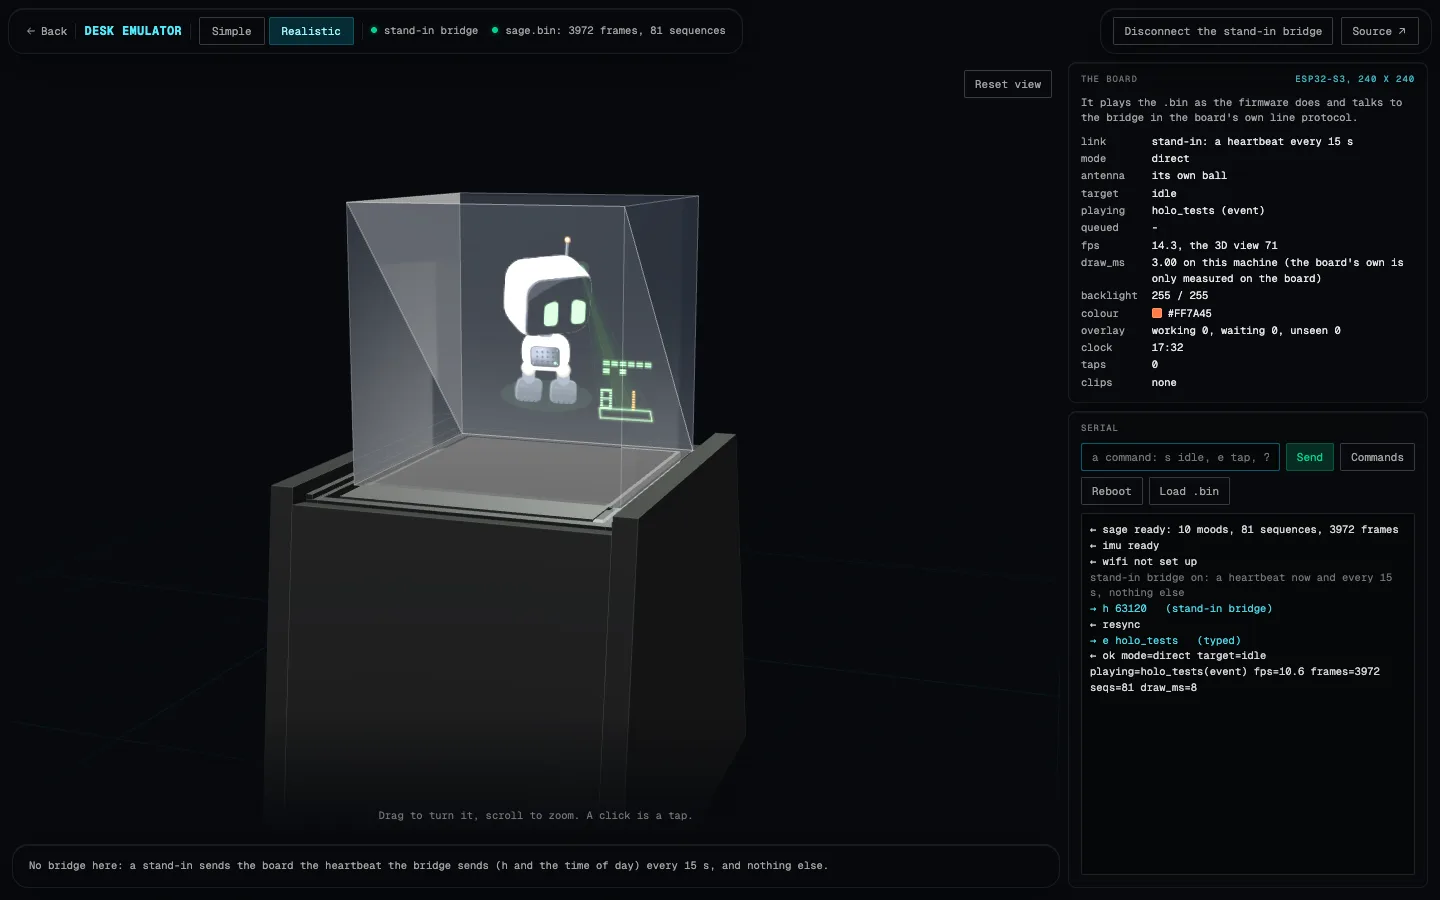 ← Back
DESK EMULATOR
Simple
Realistic
stand-in bridge
sage.bin: 3972 frames, 81 sequences
Disconnect the stand-in bridge
Source ↗
Reset view
THE BOARD
ESP32-S3, 240 X 240
It plays the .bin as the firmware does and talks to
the bridge in the board's own line protocol.
link stand-in: a heartbeat every 15 s
mode direct
antenna its own ball
target idle
playing holo_tests (event)
queued -
fps 14.3, the 3D view 71
draw_ms 3.00 on this machine (the board's own is
only measured on the board)
backlight 255 / 255
colour #FF7A45
overlay working 0, waiting 0, unseen 0
clock 17:32
taps 0
clips none
SERIAL
a command: s idle, e tap, ?
Send
Commands
Reboot
Load .bin
← sage ready: 10 moods, 81 sequences, 3972 frames
← imu ready
← wifi not set up
stand-in bridge on: a heartbeat now and every 15
s, nothing else
→ h 63120 (stand-in bridge)
← resync
→ e holo_tests (typed)
← ok mode=direct target=idle
playing=holo_tests(event) fps=10.6 frames=3972
seqs=81 draw_ms=8
Drag to turn it, scroll to zoom. A click is a tap.
No bridge here: a stand-in sends the board the heartbeat the bridge sends (h and the time of day) every 15 s, and nothing else.